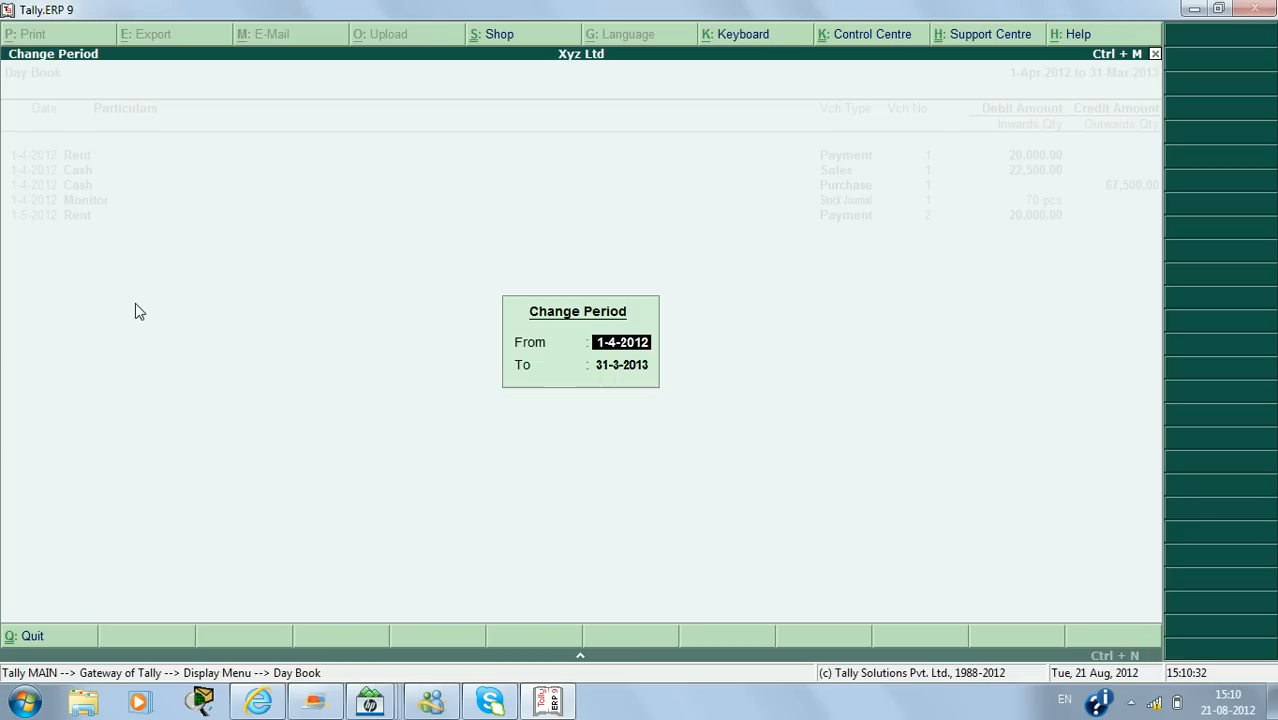 Tally.ERP 9
P: Print E: Export M: E-Mail O: Upload S: Shop G: Language K: Keyboard K: Control Centre H: Support Centre H: Help
Change Period Xyz Ltd Ctrl + M
Day Book 1-Apr-2012 to 31-Mar-2013
Date Particulars Vch Type Vch No Debit Amount Credit Amount
Inwards Qty Outwards Qty
1-4-2012 Rent Payment 1 20,000.00
1-4-2012 Cash Sales 1 22,500.00
1-4-2012 Cash Purchase 1 67,500.00
1-4-2012 Monitor Stock Journal 1 70 pcs
1-5-2012 Rent Payment 2 20,000.00
Change Period
From : 1-4-2012
To : 31-3-2013
Q: Quit
Ctrl + N
Tally MAIN --> Gateway of Tally --> Display Menu --> Day Book (c) Tally Solutions Pvt. Ltd., 1988-2012 Tue, 21 Aug, 2012 15:10:32
EN 15:10
21-08-2012